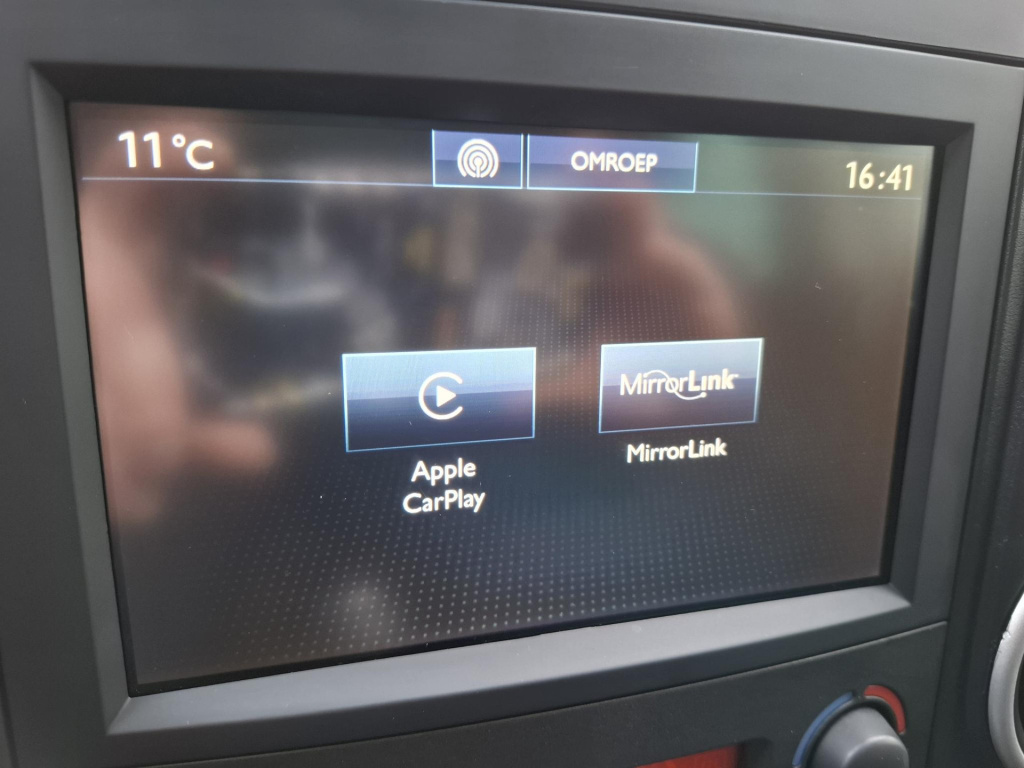 11°C
OMROEP
16:41
MirrorLink
Apple
CarPlay
MirrorLink